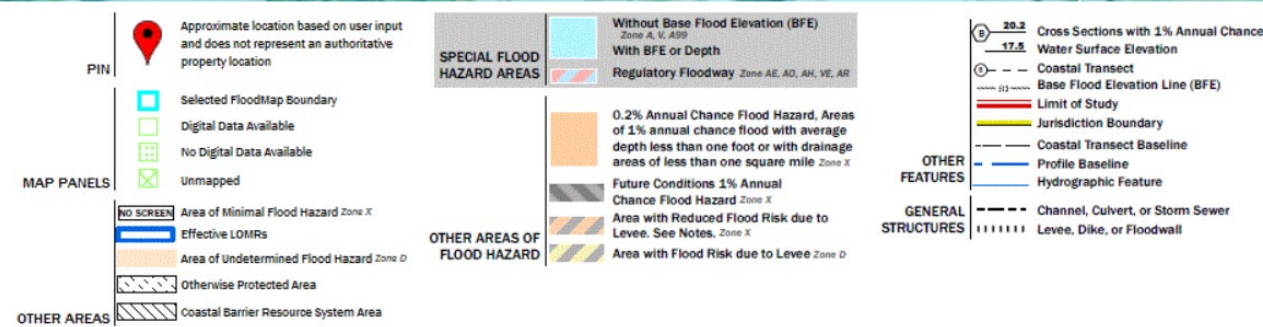 PIN
Approximate location based on user input
and does not represent an authoritative
property location
MAP PANELS
Selected FloodMap Boundary
Digital Data Available
No Digital Data Available
Unmapped
OTHER AREAS
NO SCREEN Area of Minimal Flood Hazard Zone X
Effective LOMRs
Area of Undetermined Flood Hazard Zone D
Otherwise Protected Area
Coastal Barrier Resource System Area
SPECIAL FLOOD
HAZARD AREAS
Without Base Flood Elevation (BFE)
Zone A, V, A99
With BFE or Depth
Regulatory Floodway Zone AE, AO, AH, VE, AR
OTHER AREAS OF
FLOOD HAZARD
0.2% Annual Chance Flood Hazard, Areas
of 1% annual chance flood with average
depth less than one foot or with drainage
areas of less than one square mile Zone X
Future Conditions 1% Annual
Chance Flood Hazard Zone X
Area with Reduced Flood Risk due to
Levee. See Notes. Zone X
Area with Flood Risk due to Levee Zone D
OTHER
FEATURES
B 20.2 Cross Sections with 1% Annual Chance
17.5 Water Surface Elevation
8 Coastal Transect
513 Base Flood Elevation Line (BFE)
Limit of Study
Jurisdiction Boundary
Coastal Transect Baseline
Profile Baseline
Hydrographic Feature
GENERAL
STRUCTURES
Channel, Culvert, or Storm Sewer
Levee, Dike, or Floodwall